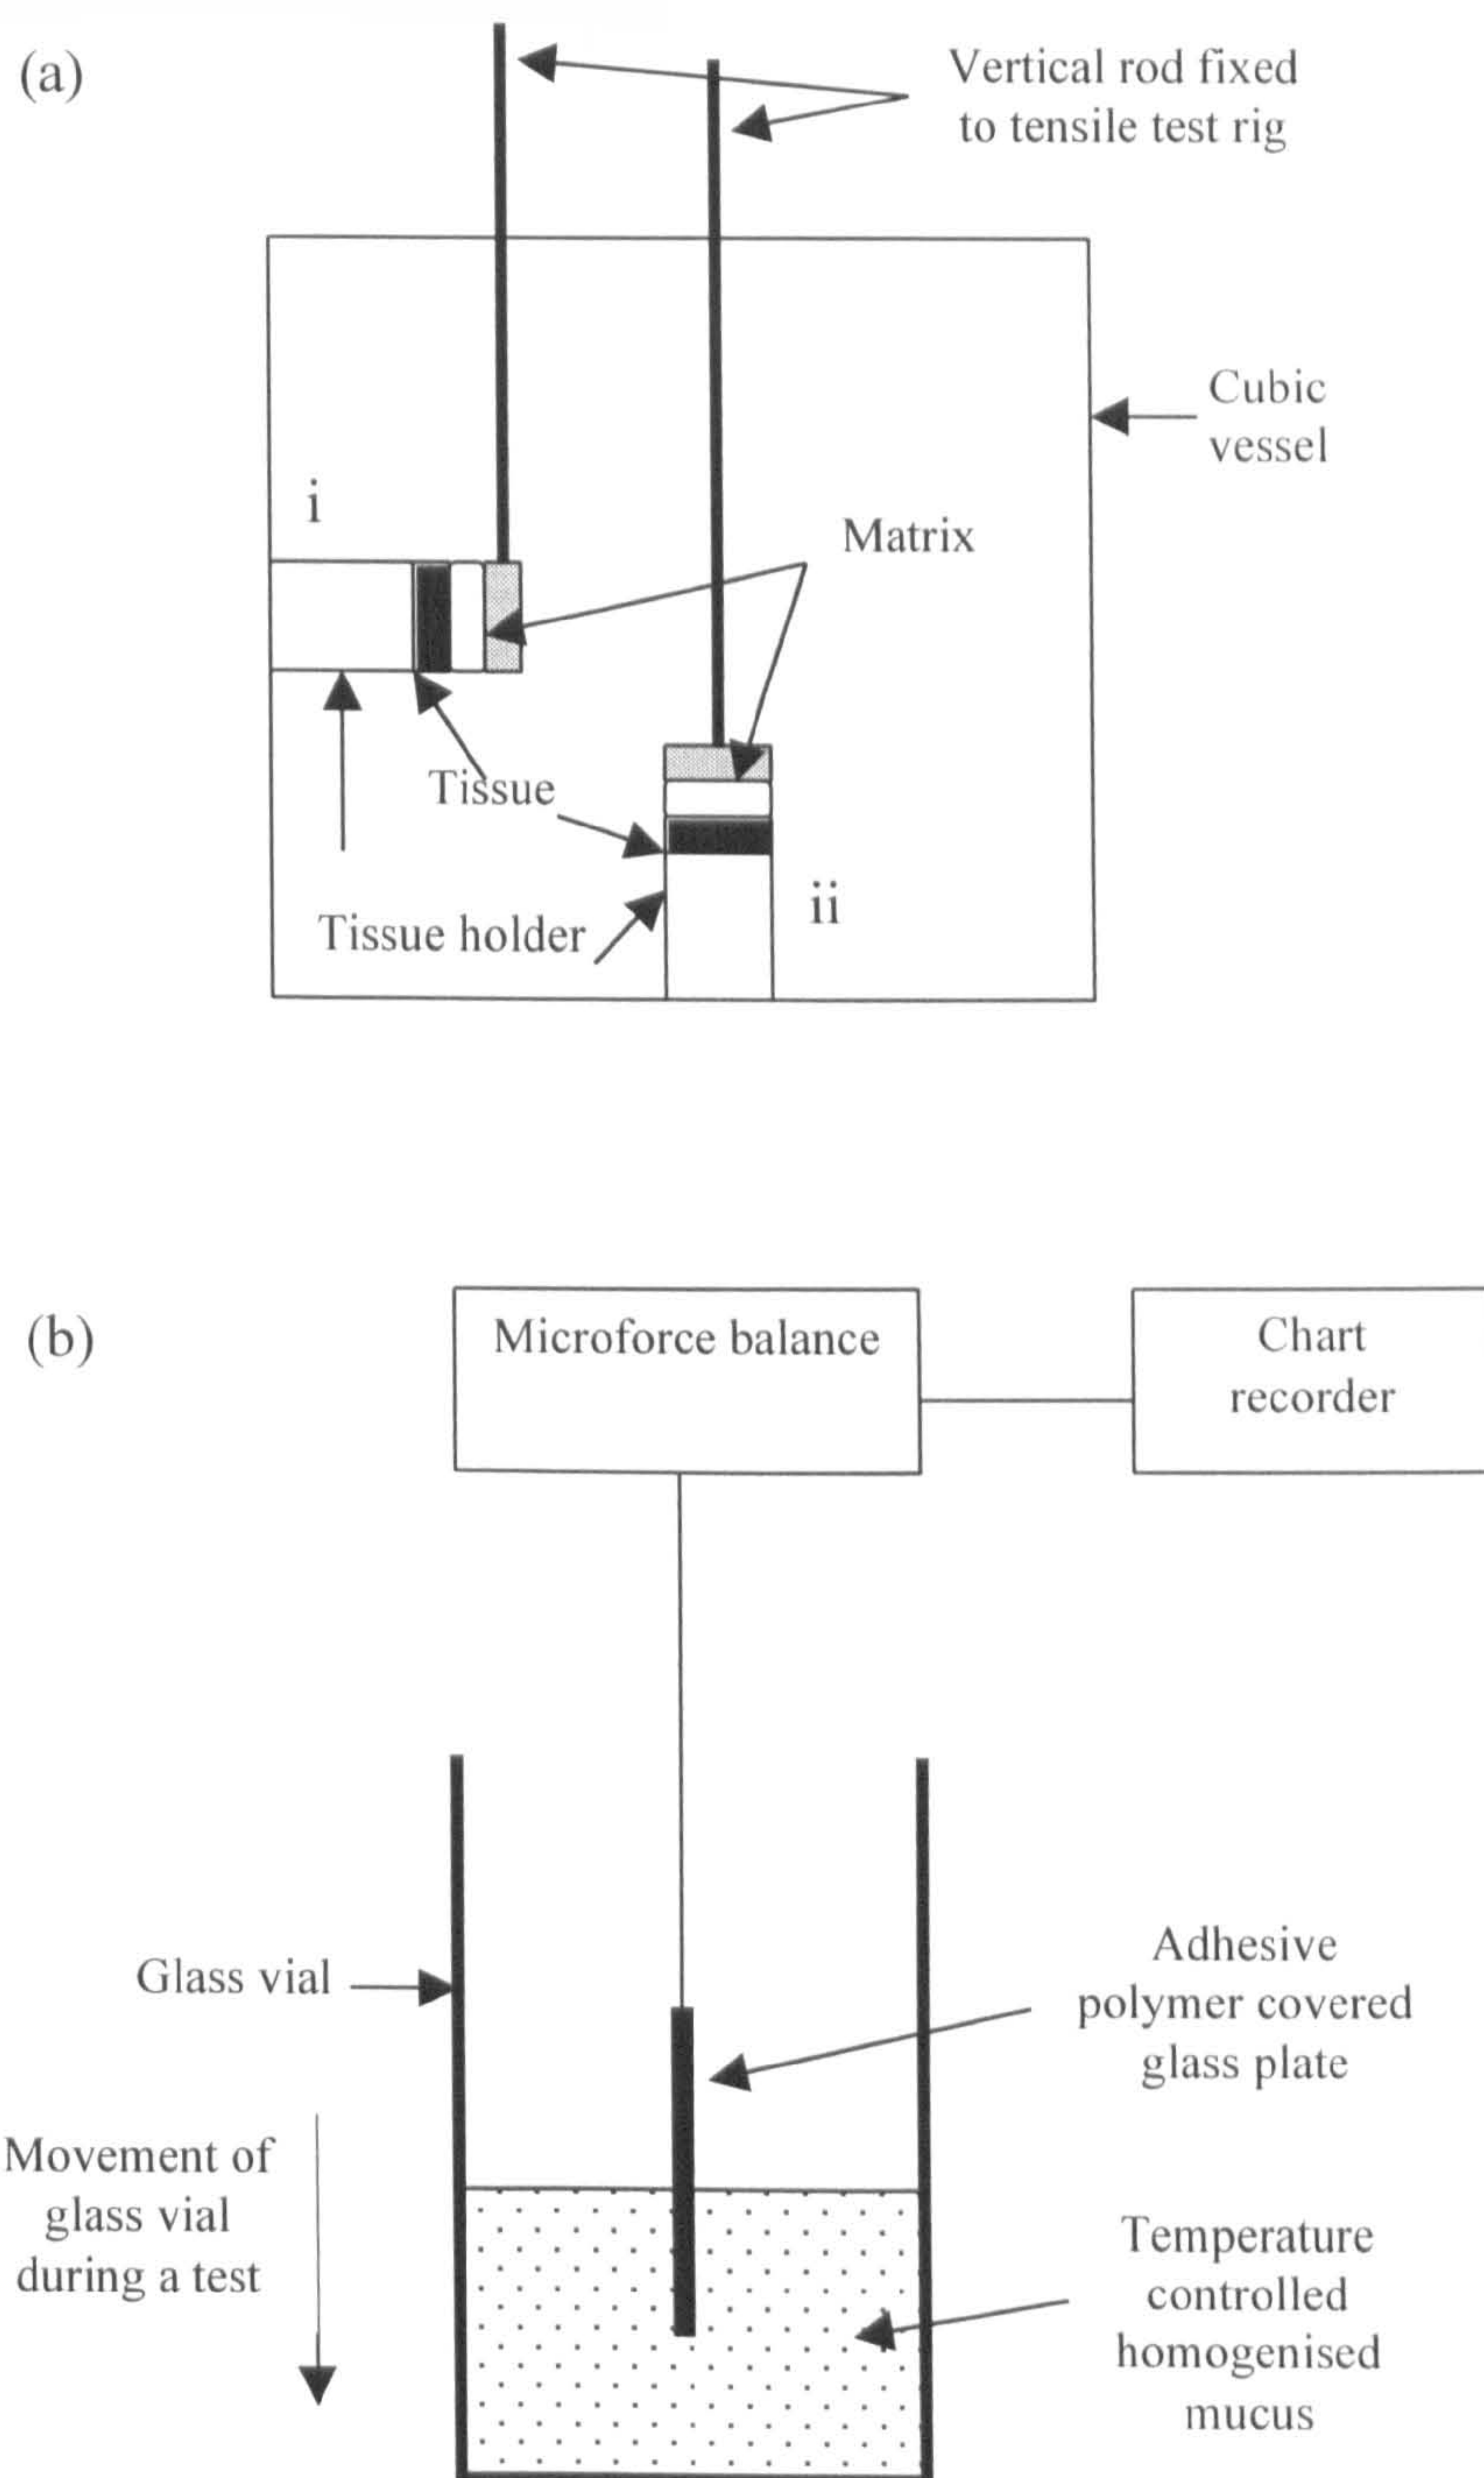 (a)
Vertical rod fixed
to tensile test rig
Cubic
vessel
i
Matrix
Tissue
ii
Tissue holder
(b)
Microforce balance
Chart
recorder
Glass vial
Adhesive
polymer covered
glass plate
Movement of
glass vial
during a test
Temperature
controlled
homogenised
mucus